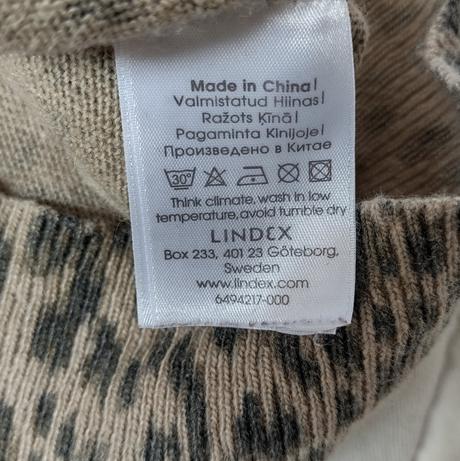 Made in China|
Valmistatud Hiinas|
Ražots Ķīnā|
Pagaminta Kinijoje|
Произведено в Китае
30°
Think climate, wash in low
temperature, avoid tumble dry
LINDEX
Box 233, 401 23 Göteborg,
Sweden
www.lindex.com
6494217-000